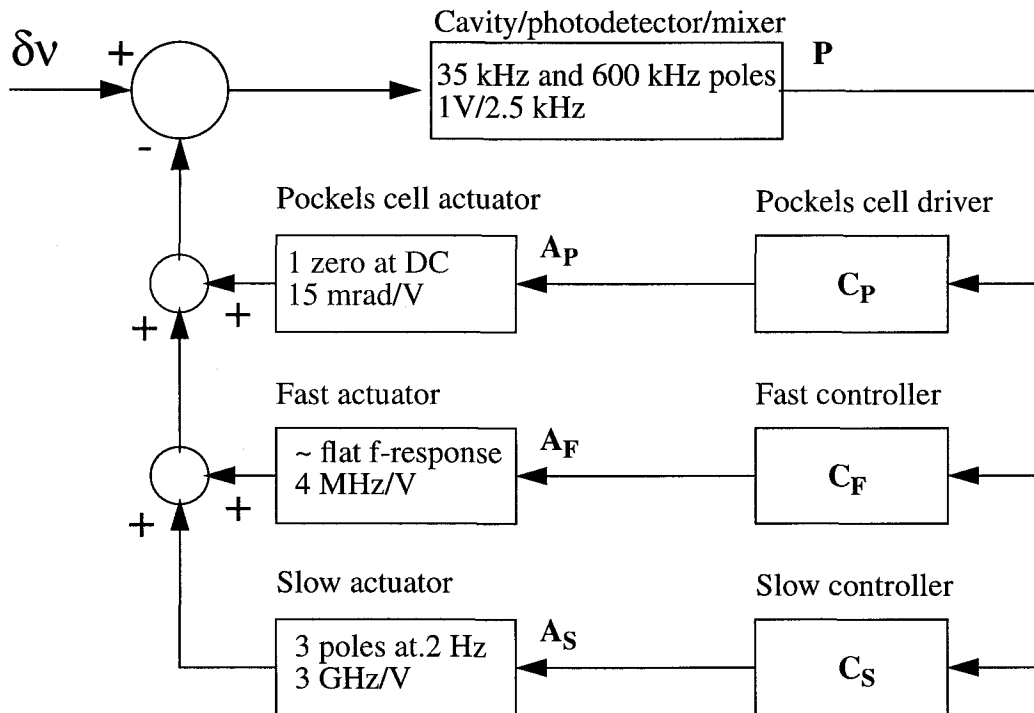 Cavity/photodetector/mixer
δν
+
35 kHz and 600 kHz poles
1V/2.5 kHz
P
-
Pockels cell actuator
Pockels cell driver
1 zero at DC
15 mrad/V
A_P
C_P
+
+
Fast actuator
Fast controller
~ flat f-response
4 MHz/V
A_F
C_F
+
+
Slow actuator
Slow controller
3 poles at.2 Hz
3 GHz/V
A_S
C_S